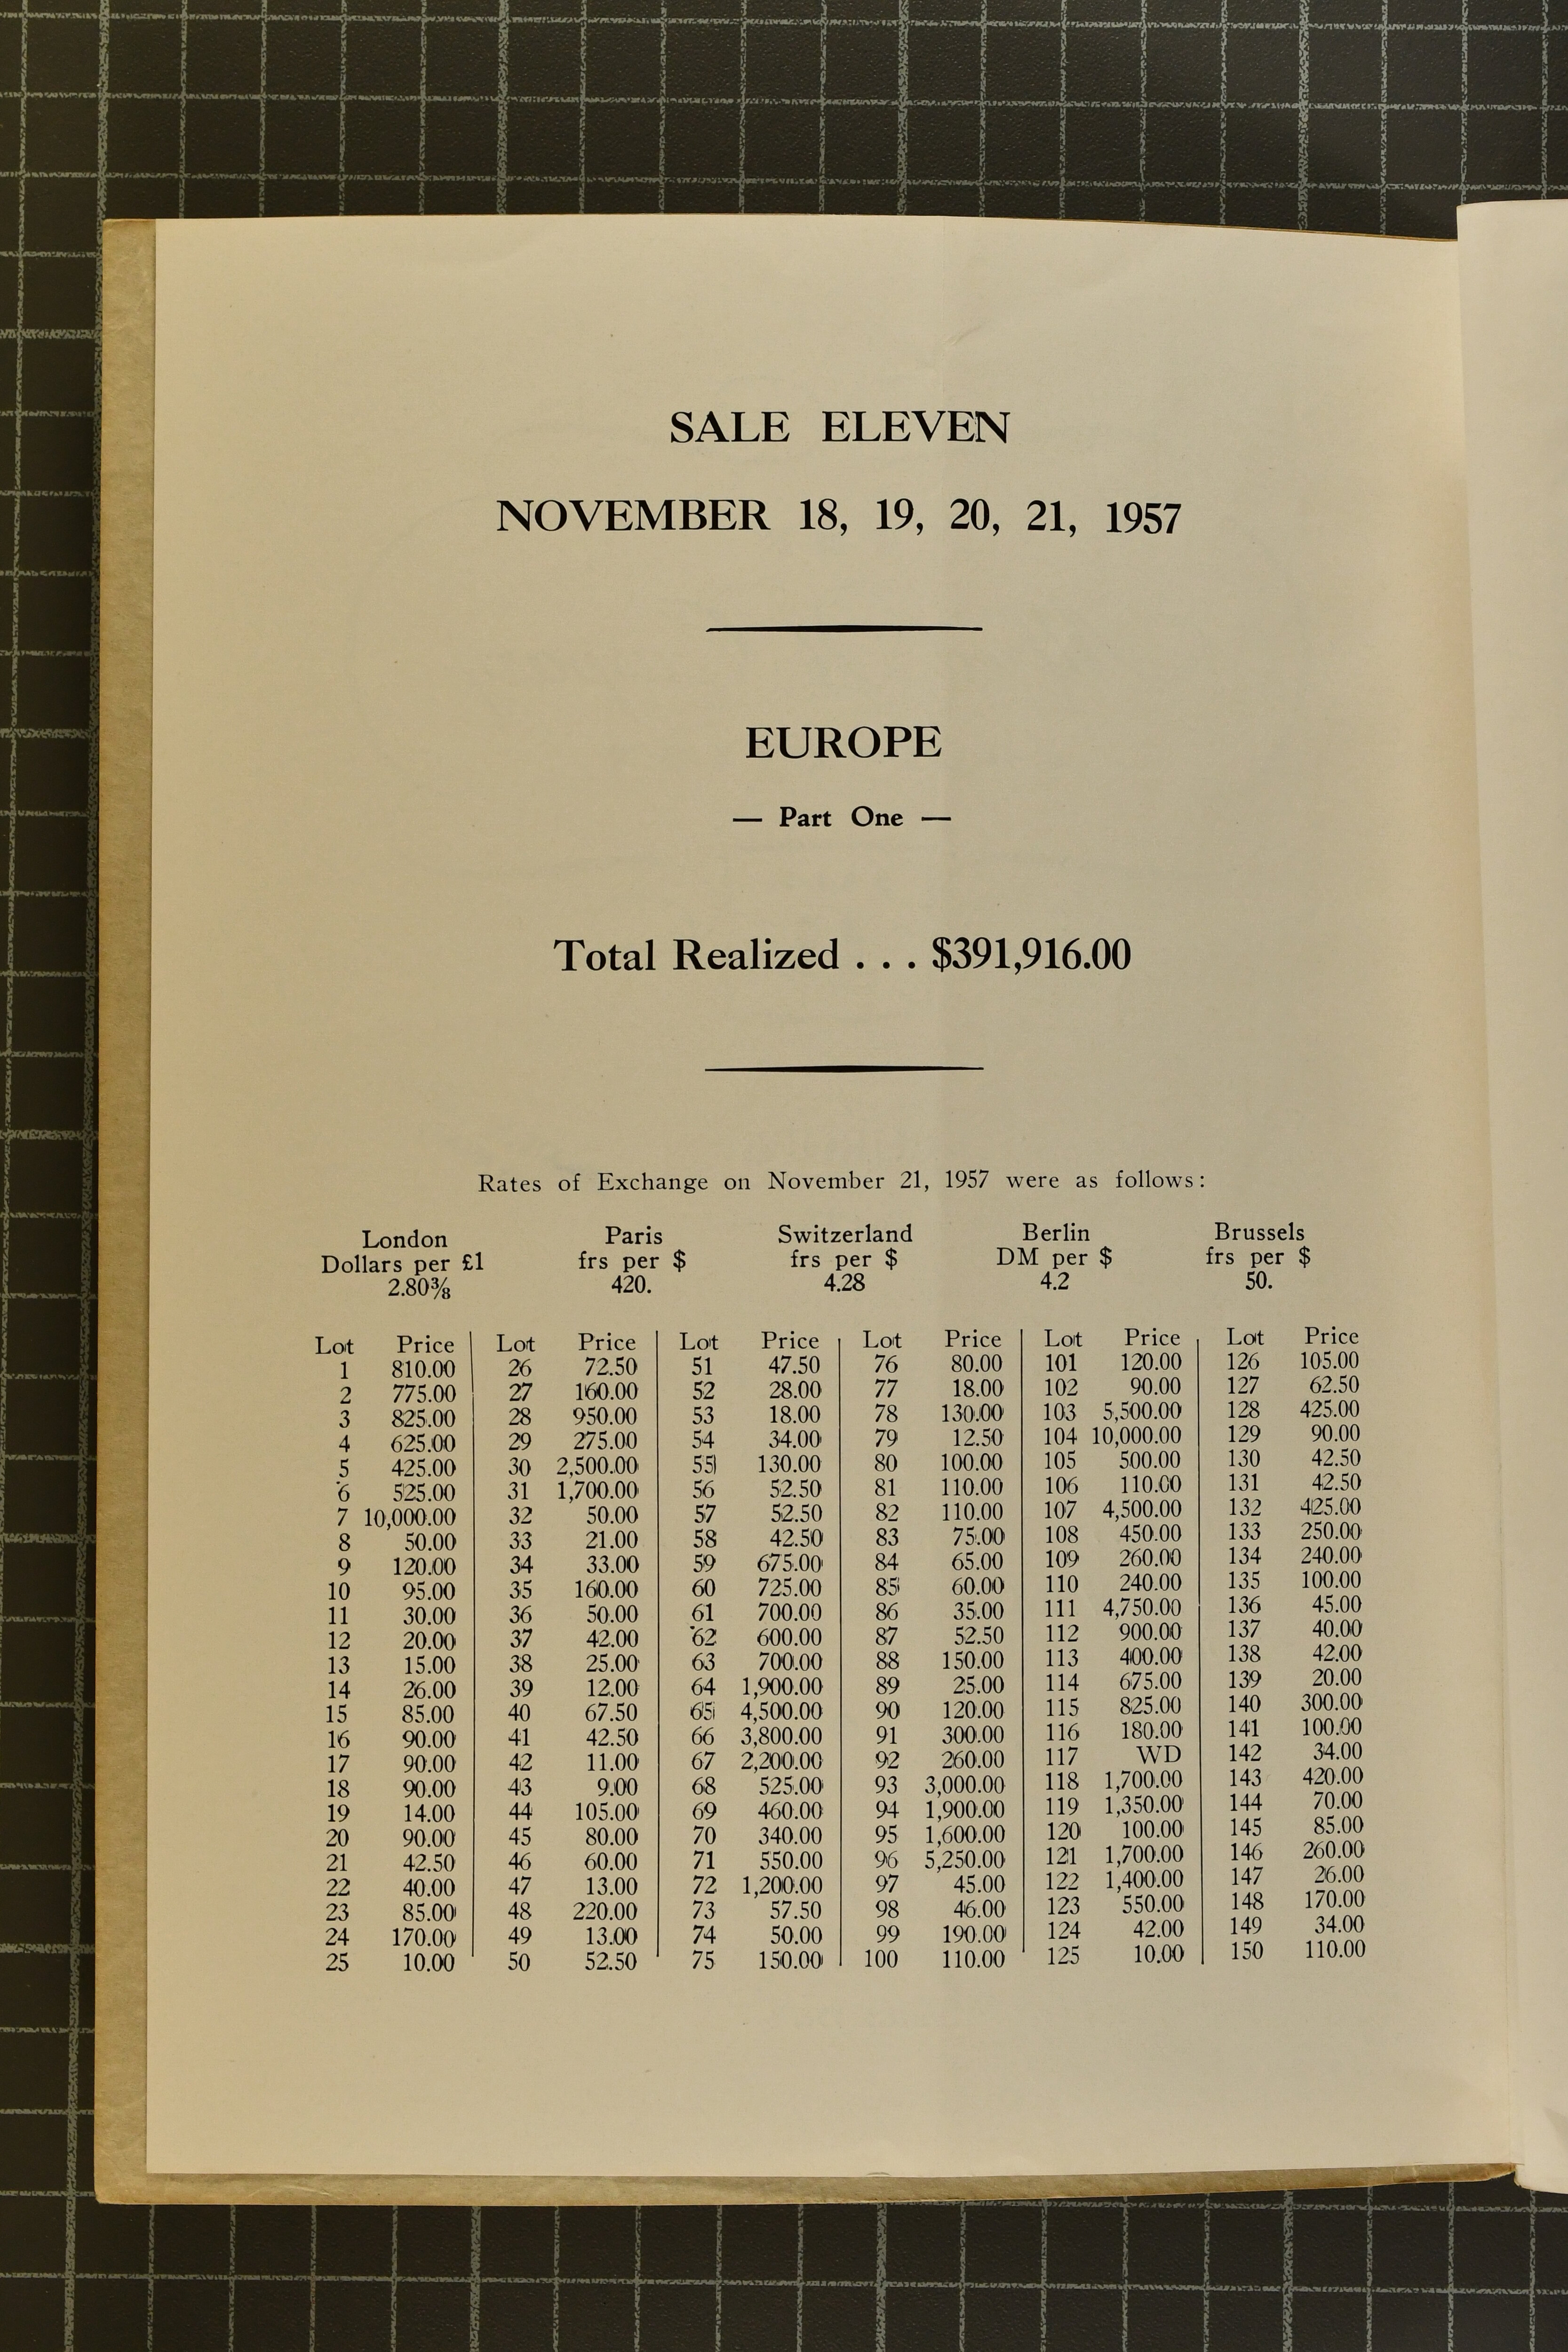 SALE ELEVEN
NOVEMBER 18, 19, 20, 21, 1957
EUROPE
— Part One —
Total Realized . . . $391,916.00
Rates of Exchange on November 21, 1957 were as follows:
London Paris Switzerland Berlin Brussels
Dollars per £1 frs per $ frs per $ DM per $ frs per $
2.80⅜ 420. 4.28 4.2 50.
Lot Price Lot Price Lot Price Lot Price Lot Price Lot Price
1 810.00 26 72.50 51 47.50 76 80.00 101 120.00 126 105.00
2 775.00 27 160.00 52 28.00 77 18.00 102 90.00 127 62.50
3 825.00 28 950.00 53 18.00 78 130.00 103 5,500.00 128 425.00
4 625.00 29 275.00 54 34.00 79 12.50 104 10,000.00 129 90.00
5 425.00 30 2,500.00 55 130.00 80 100.00 105 500.00 130 42.50
6 525.00 31 1,700.00 56 52.50 81 110.00 106 110.00 131 42.50
7 10,000.00 32 50.00 57 52.50 82 110.00 107 4,500.00 132 425.00
8 50.00 33 21.00 58 42.50 83 75.00 108 450.00 133 250.00
9 120.00 34 33.00 59 675.00 84 65.00 109 260.00 134 240.00
10 95.00 35 160.00 60 725.00 85 60.00 110 240.00 135 100.00
11 30.00 36 50.00 61 700.00 86 35.00 111 4,750.00 136 45.00
12 20.00 37 42.00 62 600.00 87 52.50 112 900.00 137 40.00
13 15.00 38 25.00 63 700.00 88 150.00 113 400.00 138 42.00
14 26.00 39 12.00 64 1,900.00 89 25.00 114 675.00 139 20.00
15 85.00 40 67.50 65 4,500.00 90 120.00 115 825.00 140 300.00
16 90.00 41 42.50 66 3,800.00 91 300.00 116 180.00 141 100.00
17 90.00 42 11.00 67 2,200.00 92 260.00 117 WD 142 34.00
18 90.00 43 9.00 68 525.00 93 3,000.00 118 1,700.00 143 420.00
19 14.00 44 105.00 69 460.00 94 1,900.00 119 1,350.00 144 70.00
20 90.00 45 80.00 70 340.00 95 1,600.00 120 100.00 145 85.00
21 42.50 46 60.00 71 550.00 96 5,250.00 121 1,700.00 146 260.00
22 40.00 47 13.00 72 1,200.00 97 45.00 122 1,400.00 147 26.00
23 85.00 48 220.00 73 57.50 98 46.00 123 550.00 148 170.00
24 170.00 49 13.00 74 50.00 99 190.00 124 42.00 149 34.00
25 10.00 50 52.50 75 150.00 100 110.00 125 10.00 150 110.00